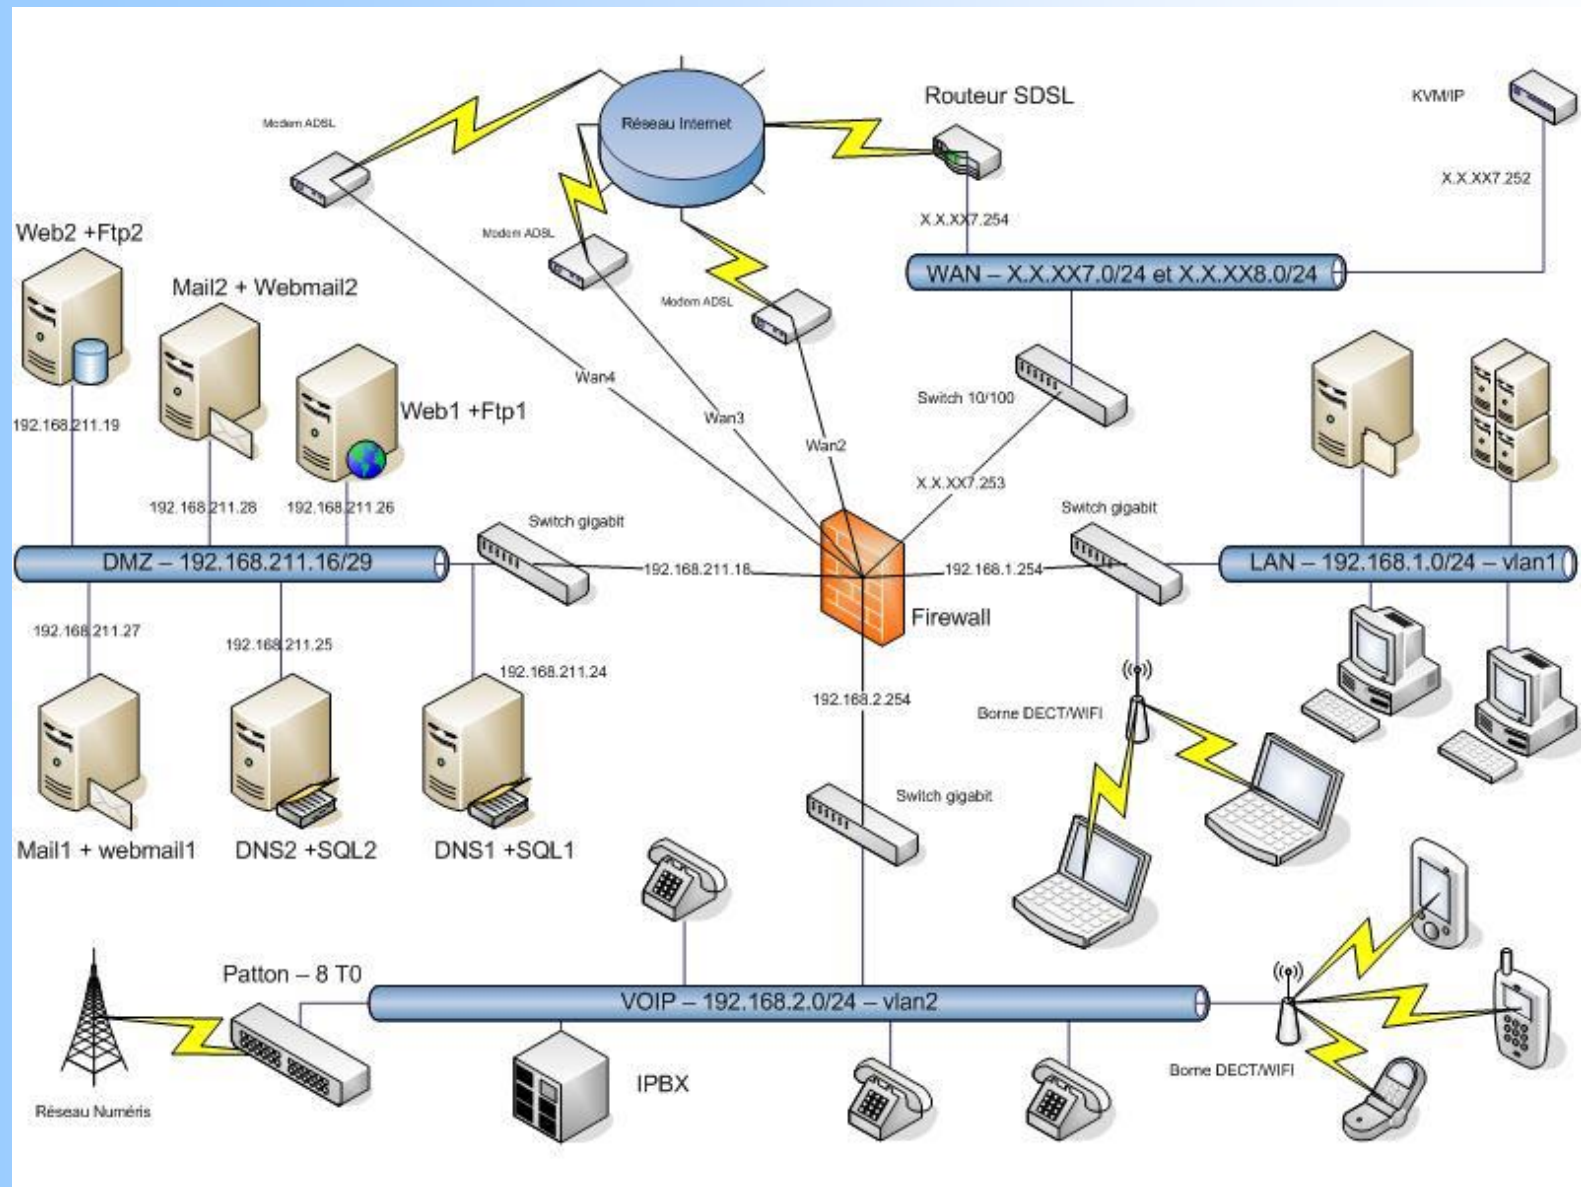 Routeur SDSL
KVM/IP
Modem ADSL
Réseau Internet
X.X.XX7.252
X.X.XX7.254
Web2 +Ftp2
Modem ADSL
WAN – X.X.XX7.0/24 et X.X.XX8.0/24
Mail2 + Webmail2
Modem ADSL
Wan4
Switch 10/100
Web1 +Ftp1
Wan3
192.168.211.19
Wan2
X.X.XX7.253
192.168.211.28
192.168.211.26
Switch gigabit
Switch gigabit
DMZ – 192.168.211.16/29
192.168.211.18
192.168.1.254
LAN – 192.168.1.0/24 – vlan1
Firewall
192.168.211.27
192.168.211.25
192.168.211.24
192.168.2.254
Borne DECT/WIFI
Switch gigabit
Mail1 + webmail1
DNS2 +SQL2
DNS1 +SQL1
Patton – 8 T0
VOIP – 192.168.2.0/24 – vlan2
Borne DECT/WIFI
IPBX
Réseau Numéris